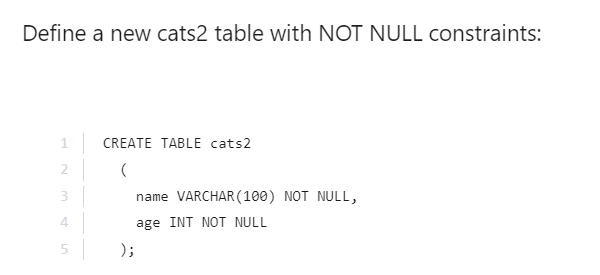 Define a new cats2 table with NOT NULL constraints:
1 CREATE TABLE cats2
2 (
3 name VARCHAR(100) NOT NULL,
4 age INT NOT NULL
5 );